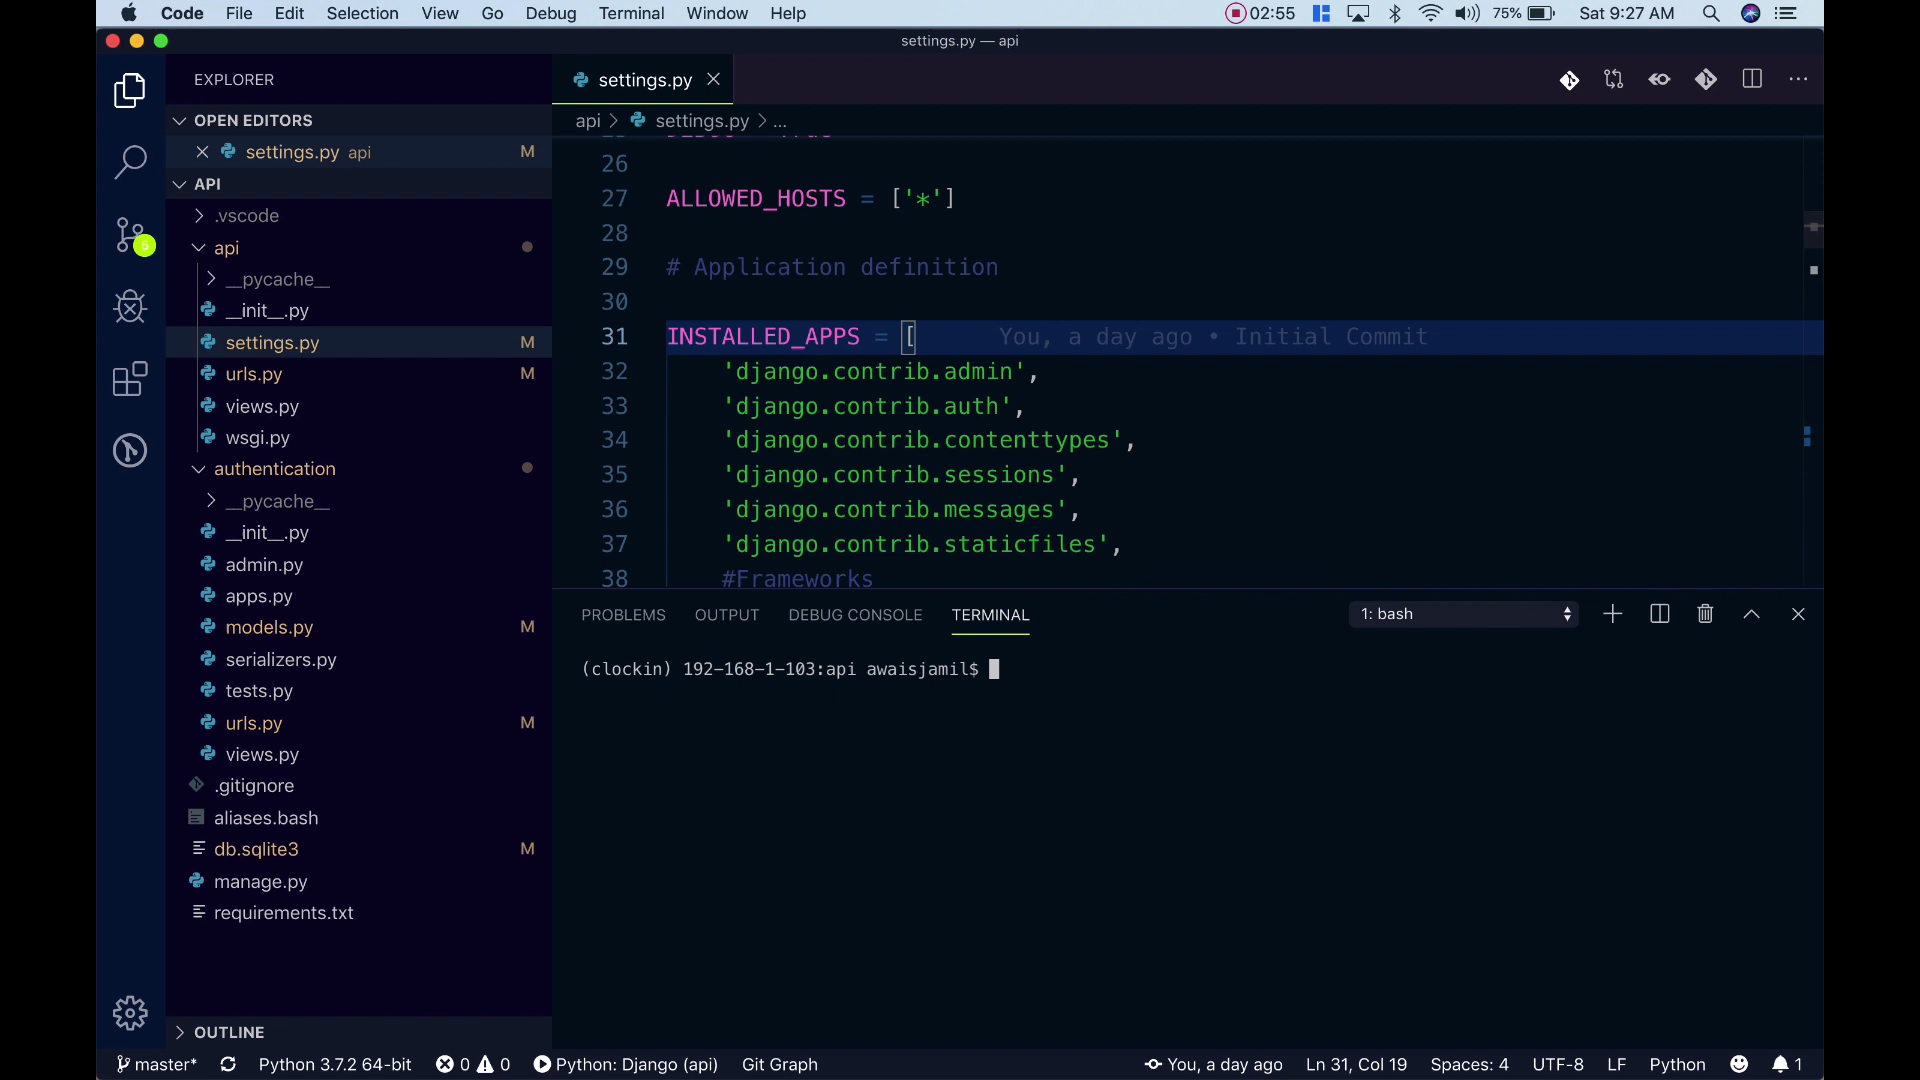 Code File Edit Selection View Go Debug Terminal Window Help 02:55 75% Sat 9:27 AM
settings.py — api
EXPLORER
OPEN EDITORS
settings.py api M
API
.vscode
api
__pycache__
__init__.py
settings.py M
urls.py M
views.py
wsgi.py
authentication
__pycache__
__init__.py
admin.py
apps.py
models.py M
serializers.py
tests.py
urls.py M
views.py
.gitignore
aliases.bash
db.sqlite3 M
manage.py
requirements.txt
OUTLINE
5
settings.py
api > settings.py > ...
26
27 ALLOWED_HOSTS = ['*']
28
29 # Application definition
30
31 INSTALLED_APPS = [ You, a day ago • Initial Commit
32 'django.contrib.admin',
33 'django.contrib.auth',
34 'django.contrib.contenttypes',
35 'django.contrib.sessions',
36 'django.contrib.messages',
37 'django.contrib.staticfiles',
38 #Frameworks
PROBLEMS OUTPUT DEBUG CONSOLE TERMINAL 1: bash
(clockin) 192-168-1-103:api awaisjamil$
master* Python 3.7.2 64-bit 0 0 Python: Django (api) Git Graph You, a day ago Ln 31, Col 19 Spaces: 4 UTF-8 LF Python 1